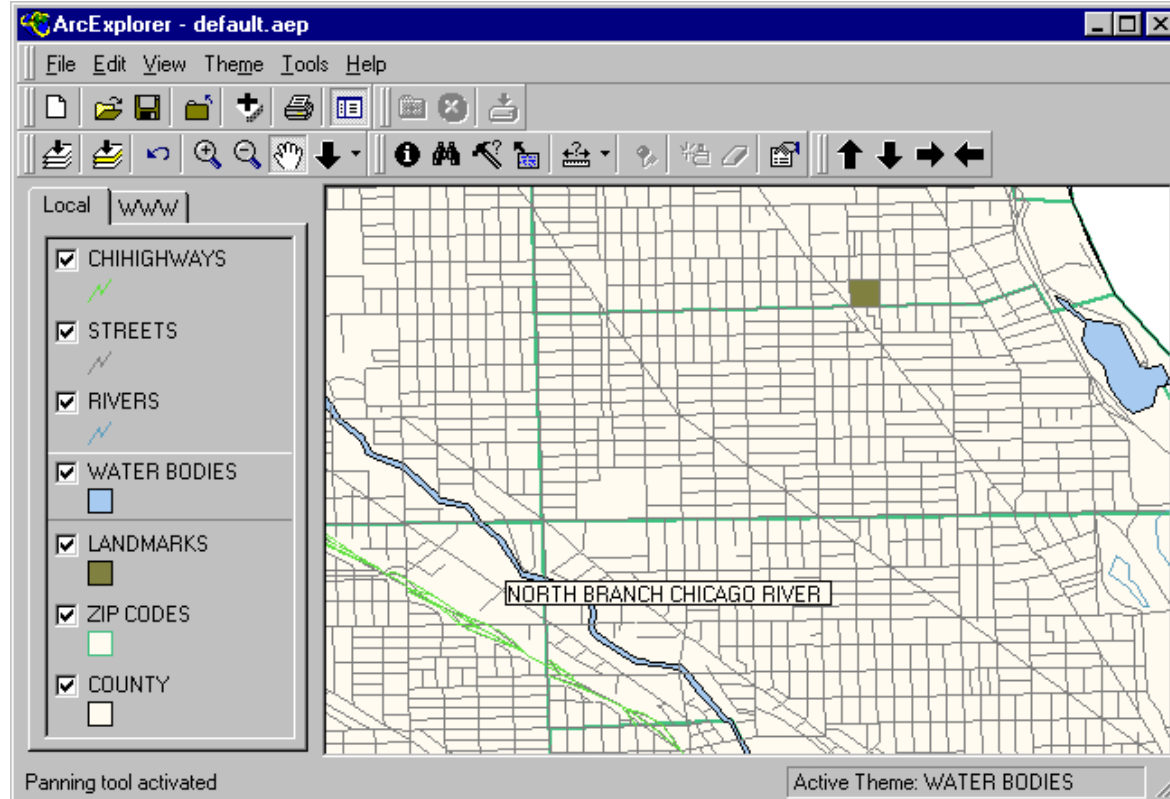 ArcExplorer - default.aep
File Edit View Theme Tools Help
Local WWW
CHIHIGHWAYS
STREETS
RIVERS
WATER BODIES
LANDMARKS
ZIP CODES
COUNTY
NORTH BRANCH CHICAGO RIVER
Panning tool activated
Active Theme: WATER BODIES